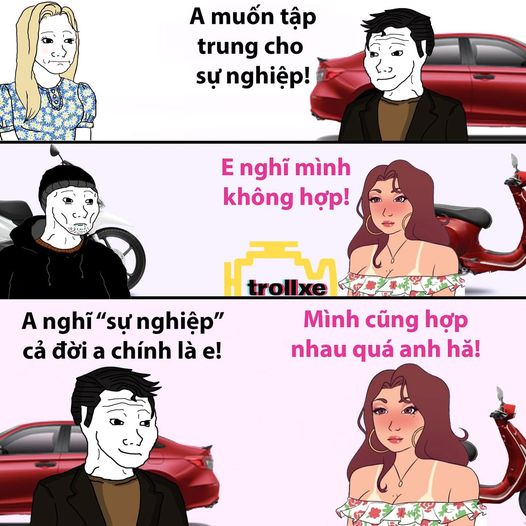 A muốn tập
trung cho
sự nghiệp!
E nghĩ mình
không hợp!
trollxe
A nghĩ “sự nghiệp”
cả đời a chính là e!
Mình cũng hợp
nhau quá anh hă!